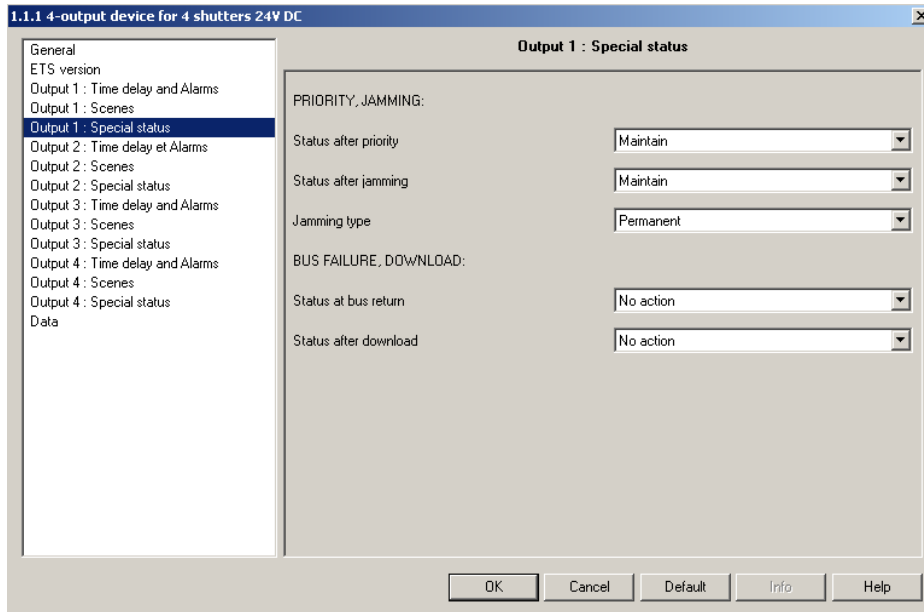 1.1.1 4-output device for 4 shutters 24V DC
General
ETS version
Output 1 : Time delay and Alarms
Output 1 : Scenes
Output 1 : Special status
Output 2 : Time delay et Alarms
Output 2 : Scenes
Output 2 : Special status
Output 3 : Time delay and Alarms
Output 3 : Scenes
Output 3 : Special status
Output 4 : Time delay and Alarms
Output 4 : Scenes
Output 4 : Special status
Data
Output 1 : Special status
PRIORITY, JAMMING:
Status after priority Maintain
Status after jamming Maintain
Jamming type Permanent
BUS FAILURE, DOWNLOAD:
Status at bus return No action
Status after download No action
OK Cancel Default Info Help